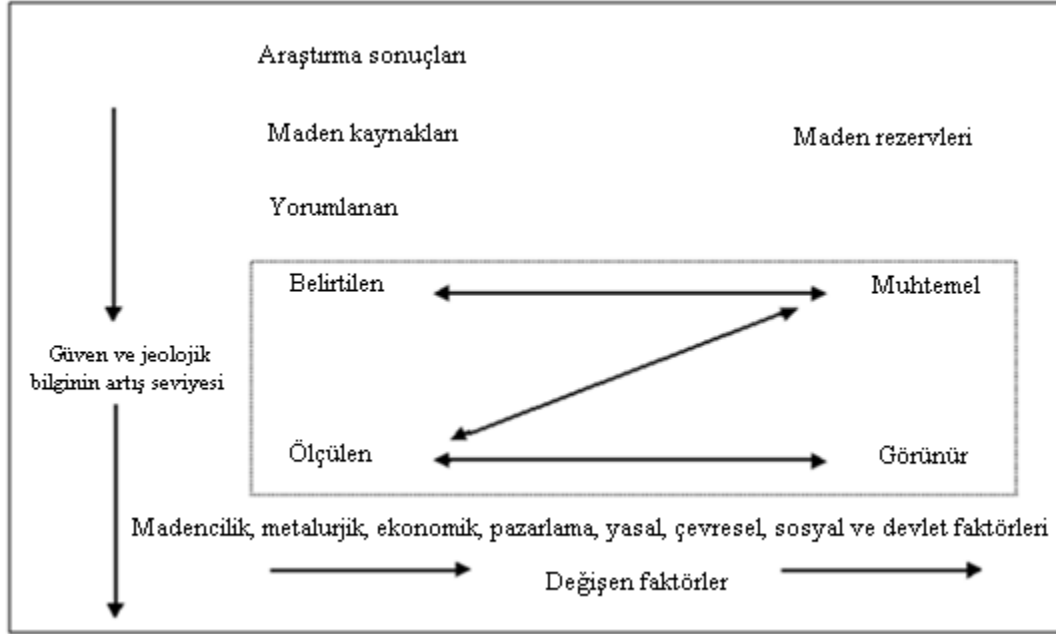 Araştırma sonuçları
Maden kaynakları
Maden rezervleri
Yorumlanan
Belirtilen
Muhtemel
Güven ve jeolojik
bilginin artış seviyesi
Ölçülen
Görünür
Madencilik, metalurjik, ekonomik, pazarlama, yasal, çevresel, sosyal ve devlet faktörleri
Değişen faktörler